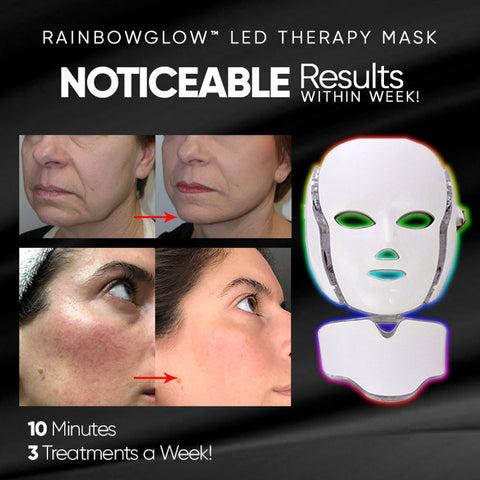 RAINBOWGLOW™ LED THERAPY MASK
NOTICEABLE Results
WITHIN WEEK!
10 Minutes
3 Treatments a Week!